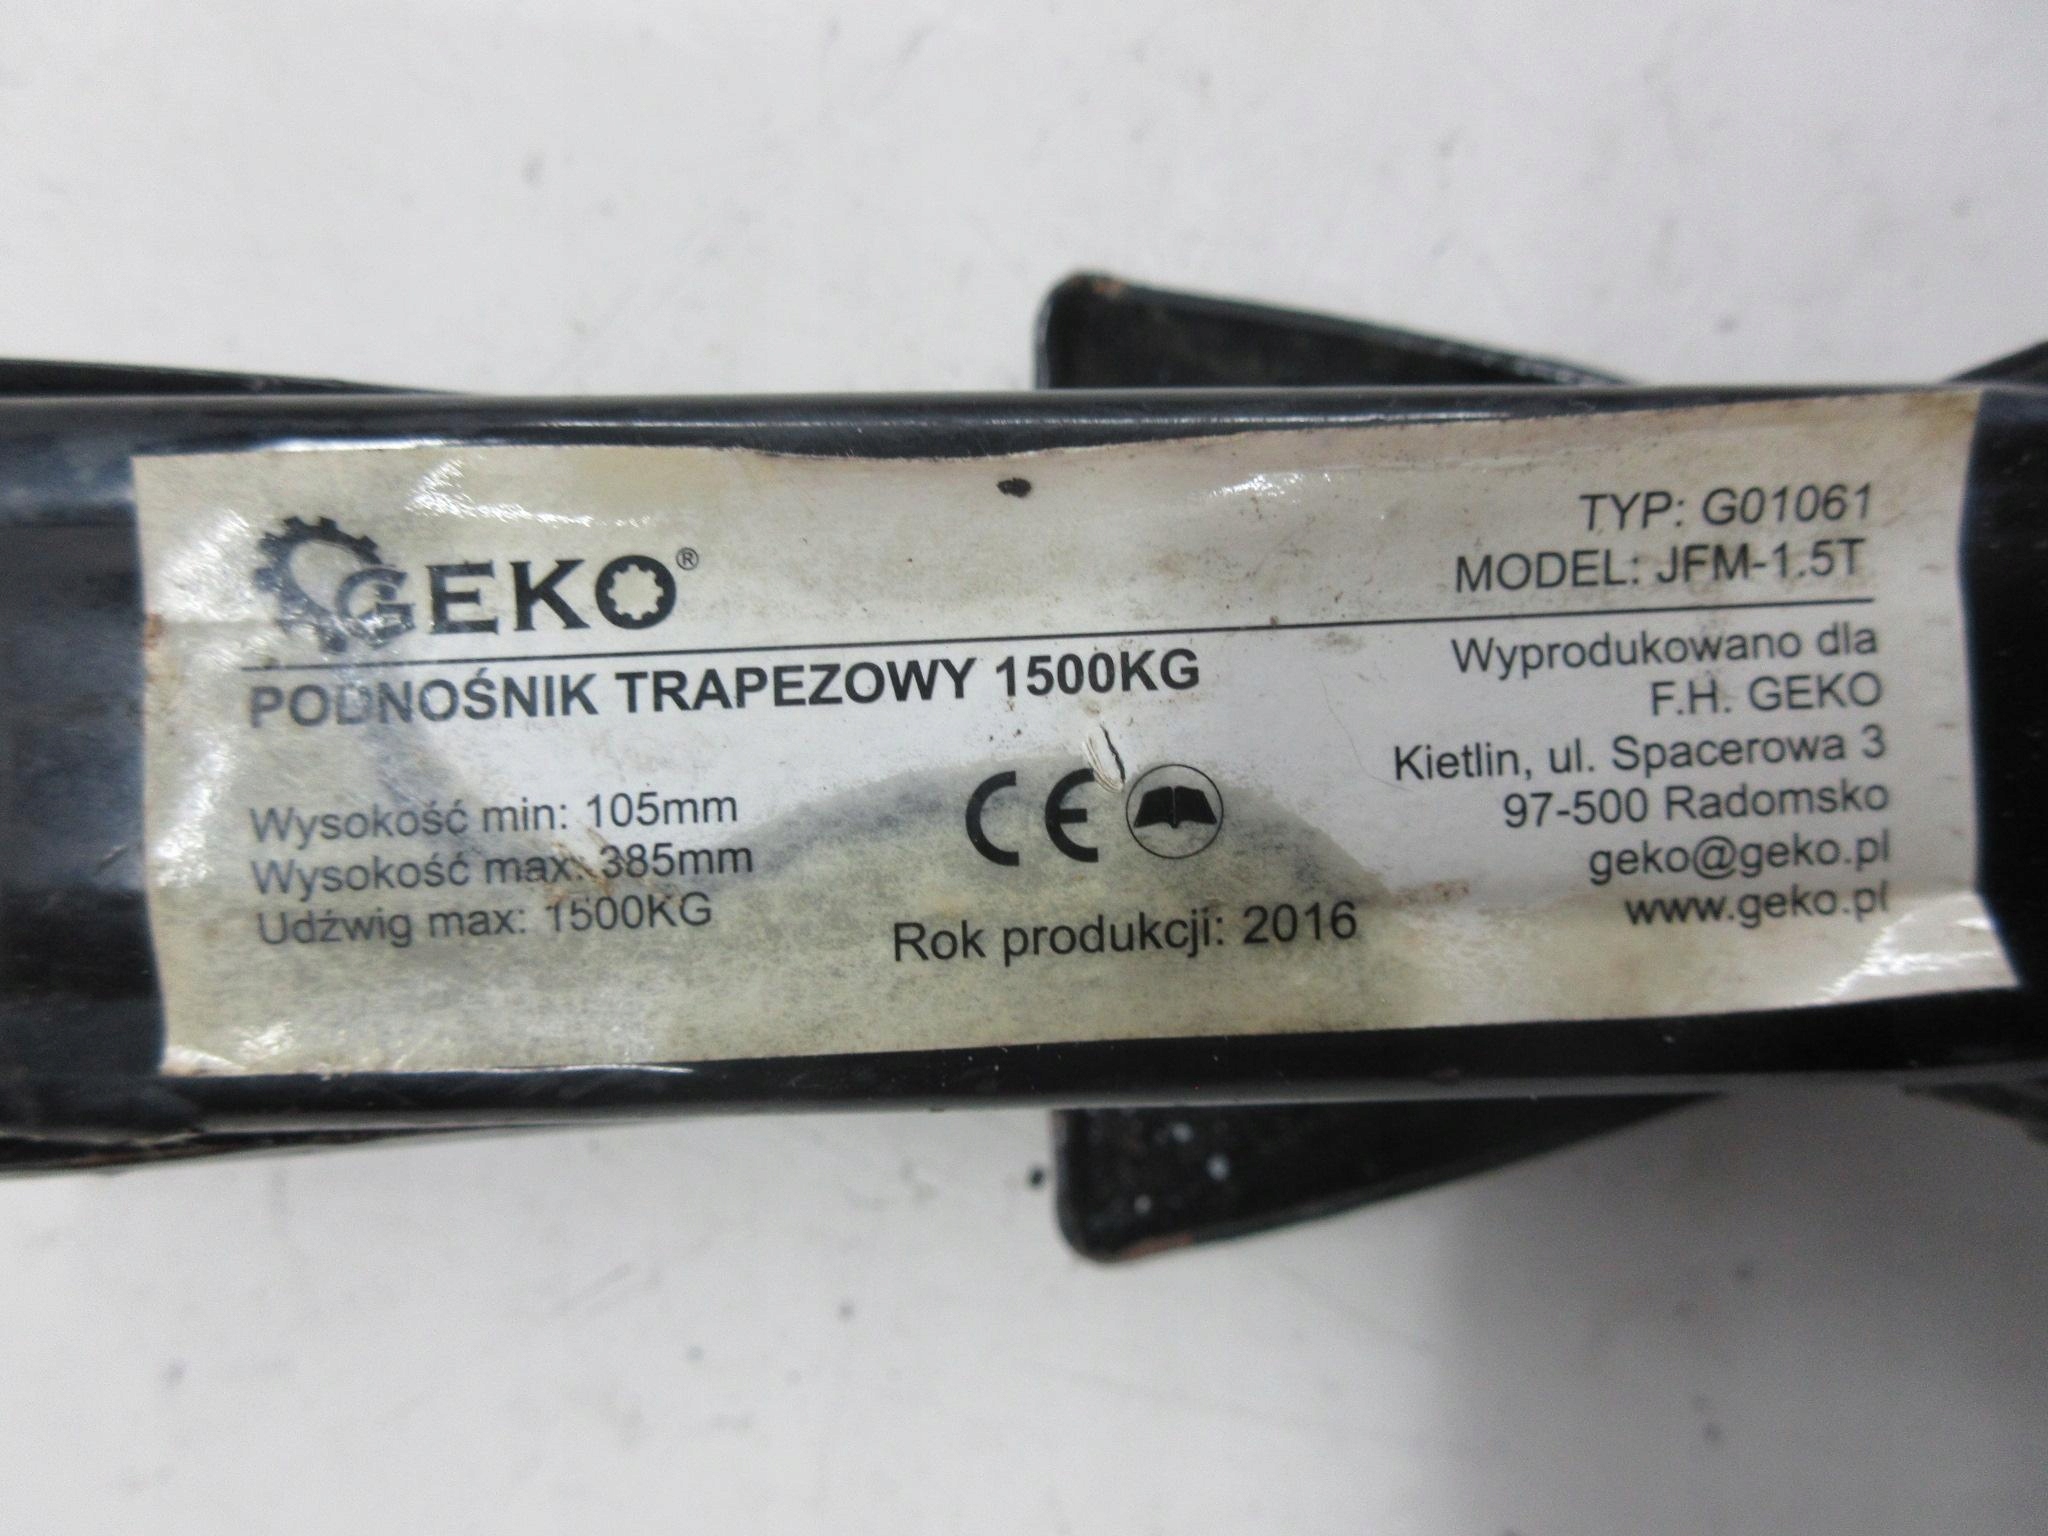 GEKO®
TYP: G01061
MODEL: JFM-1.5T
PODNOŚNIK TRAPEZOWY 1500KG
Wysokość min: 105mm
Wysokość max: 385mm
Udźwig max: 1500KG
CE
Rok produkcji: 2016
Wyprodukowano dla
F.H. GEKO
Kietlin, ul. Spacerowa 3
97-500 Radomsko
geko@geko.pl
www.geko.pl